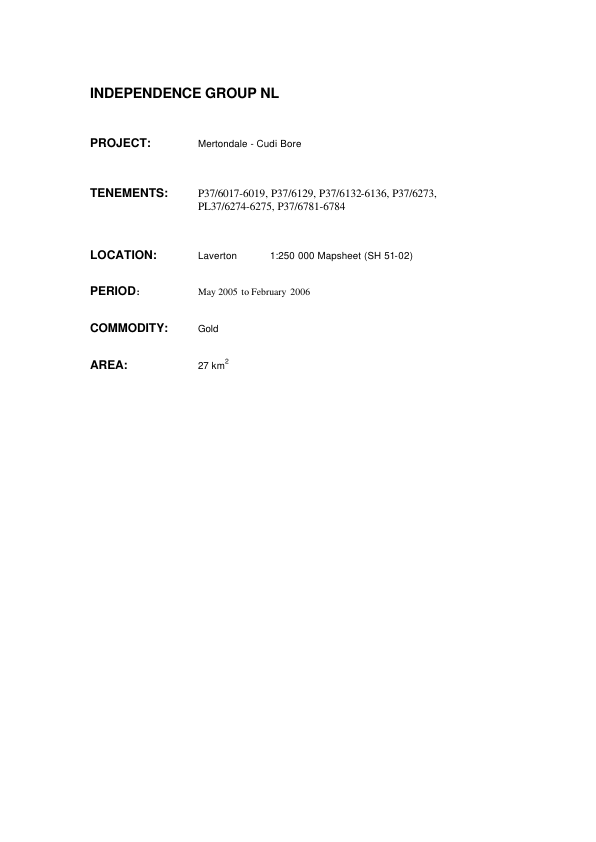 INDEPENDENCE GROUP NL
PROJECT: Mertondale - Cudi Bore
TENEMENTS: P37/6017-6019, P37/6129, P37/6132-6136, P37/6273,
PL37/6274-6275, P37/6781-6784
LOCATION: Laverton 1:250 000 Mapsheet (SH 51-02)
PERIOD: May 2005 to February 2006
COMMODITY: Gold
AREA: 27 km²